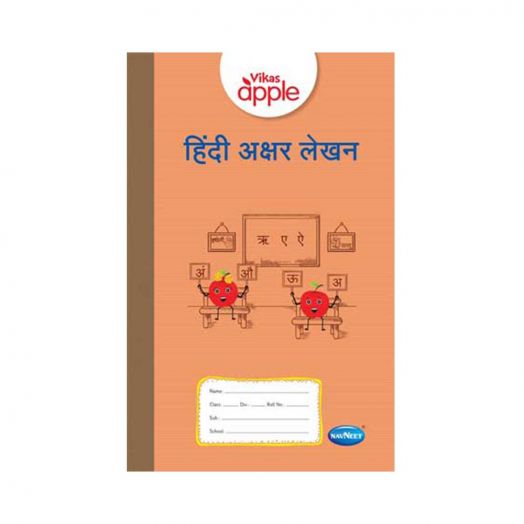 Vikas
apple
हिंदी अक्षर लेखन
ऋ ए ऐ
अं औ ऊ अ
Name:
Class: Div.: Roll No.:
Sub.:
School:
NAVNEET